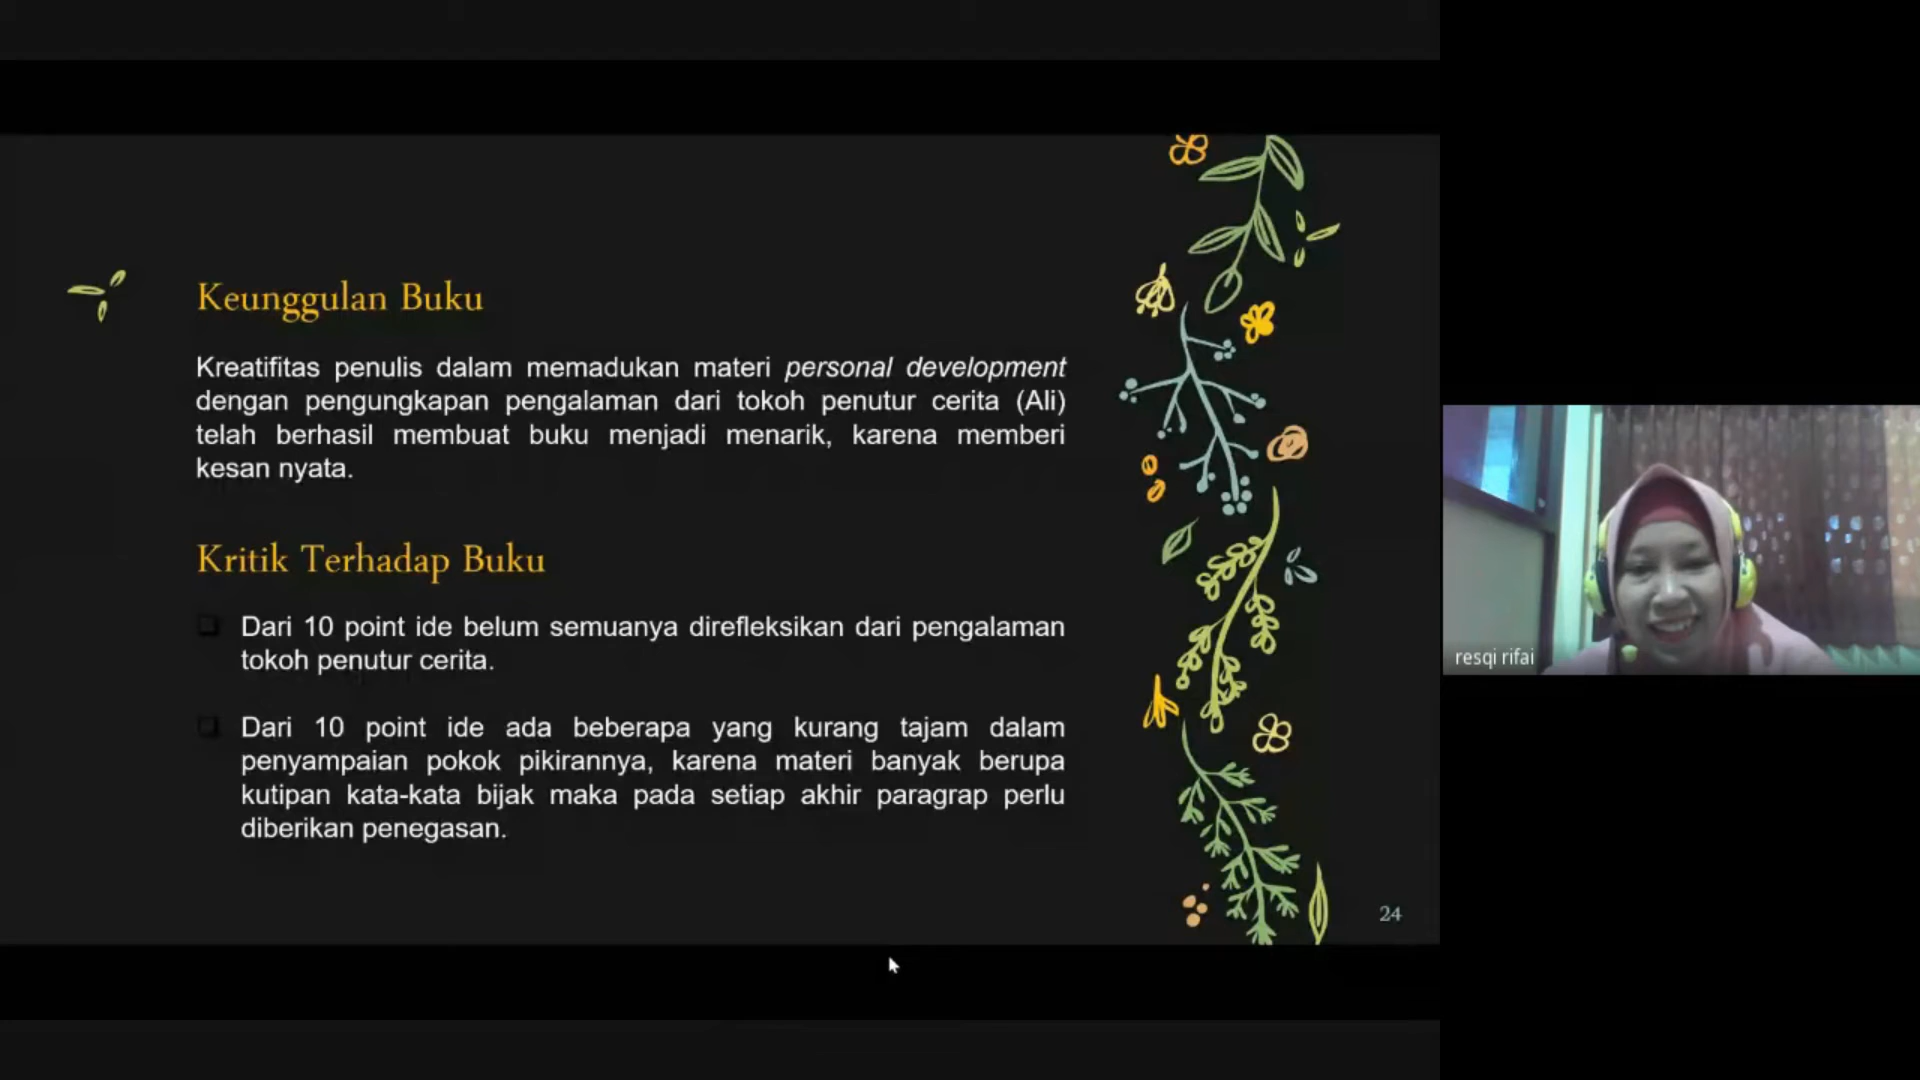 Keunggulan Buku
Kreatifitas penulis dalam memadukan materi personal development
dengan pengungkapan pengalaman dari tokoh penutur cerita (Ali)
telah berhasil membuat buku menjadi menarik, karena memberi
kesan nyata.
Kritik Terhadap Buku
Dari 10 point ide belum semuanya direfleksikan dari pengalaman
tokoh penutur cerita.
Dari 10 point ide ada beberapa yang kurang tajam dalam
penyampaian pokok pikirannya, karena materi banyak berupa
kutipan kata-kata bijak maka pada setiap akhir paragrap perlu
diberikan penegasan.
24
resqi rifai